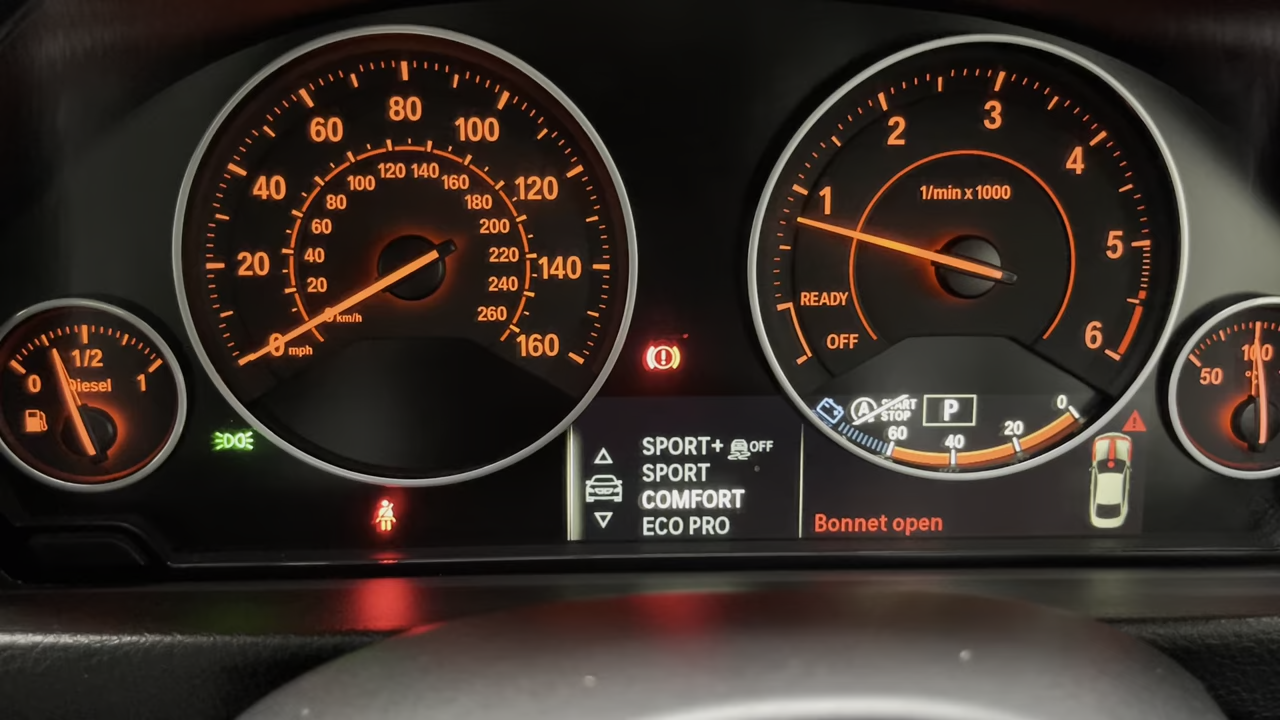 0
1/2
1
Diesel
0 mph
20
40
60
80
100
120
140
160
km/h
20
40
60
80
100
120
140
160
180
200
220
240
260
SPORT+ OFF
SPORT
COMFORT
ECO PRO
OFF
READY
1
2
3
4
5
6
1/min x 1000
A START
STOP
P
60
40
20
0
Bonnet open
50
100